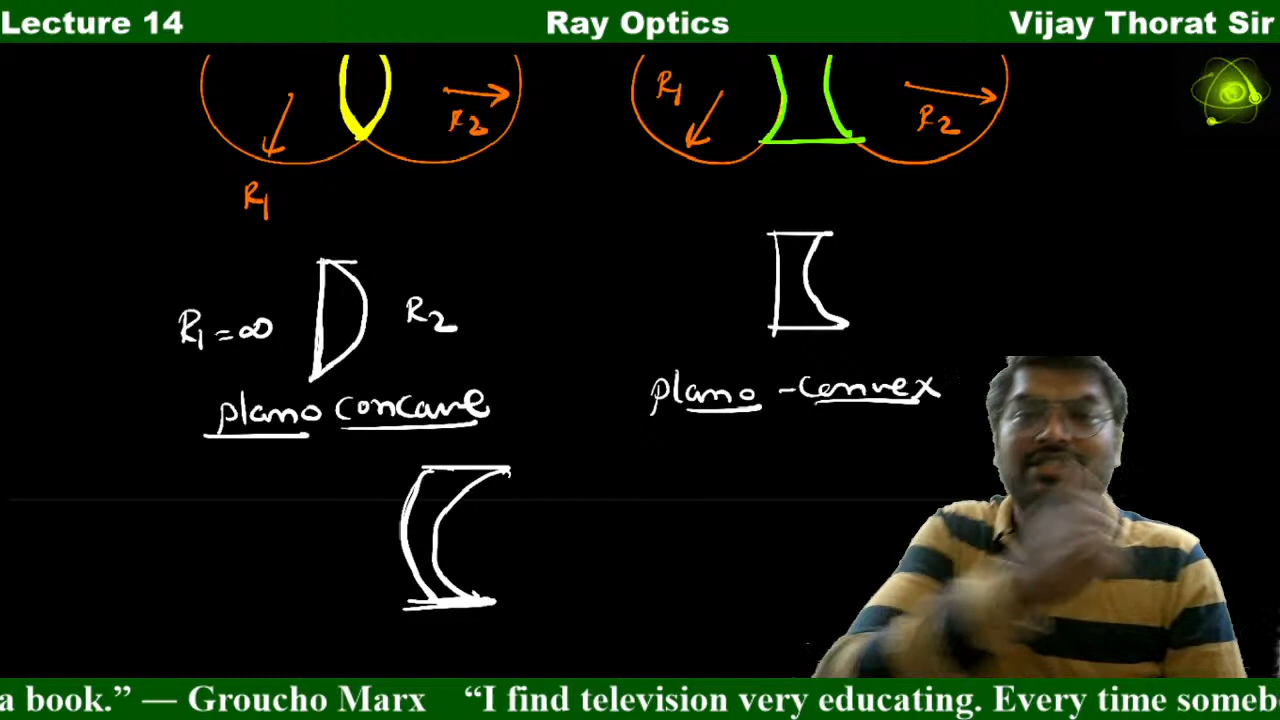 Lecture 14 Ray Optics Vijay Thorat Sir
R1 R2 R1 R2
R1 = ∞ R2
plano concave plano - convex
a book.” — Groucho Marx “I find television very educating. Every time someb